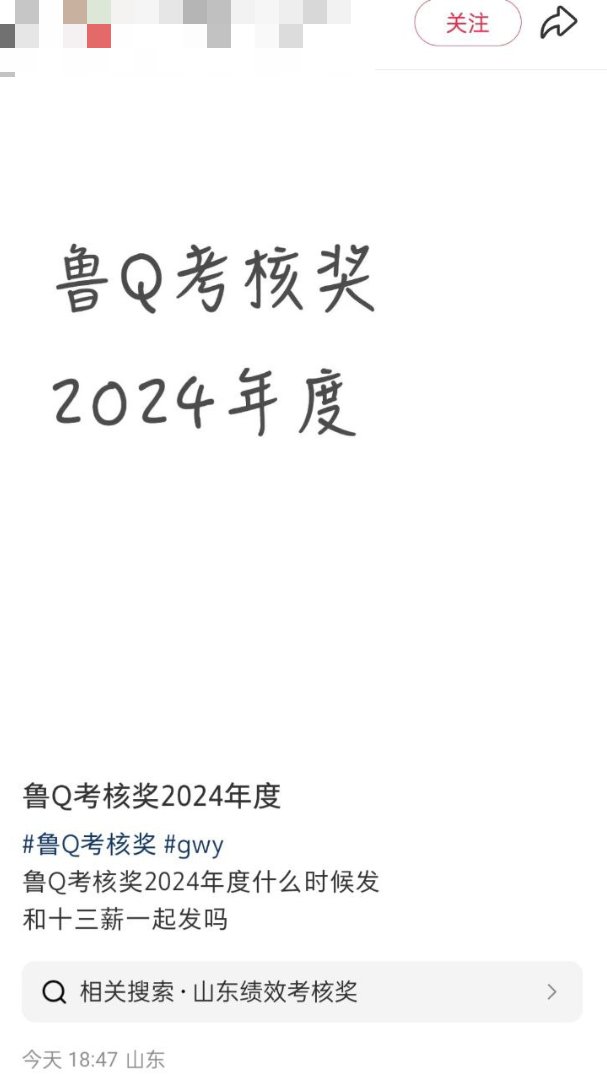 关注
鲁Q考核奖
2024年度
鲁Q考核奖2024年度
#鲁Q考核奖 #gwy
鲁Q考核奖2024年度什么时候发
和十三薪一起发吗
相关搜索·山东绩效考核奖
今天 18:47 山东